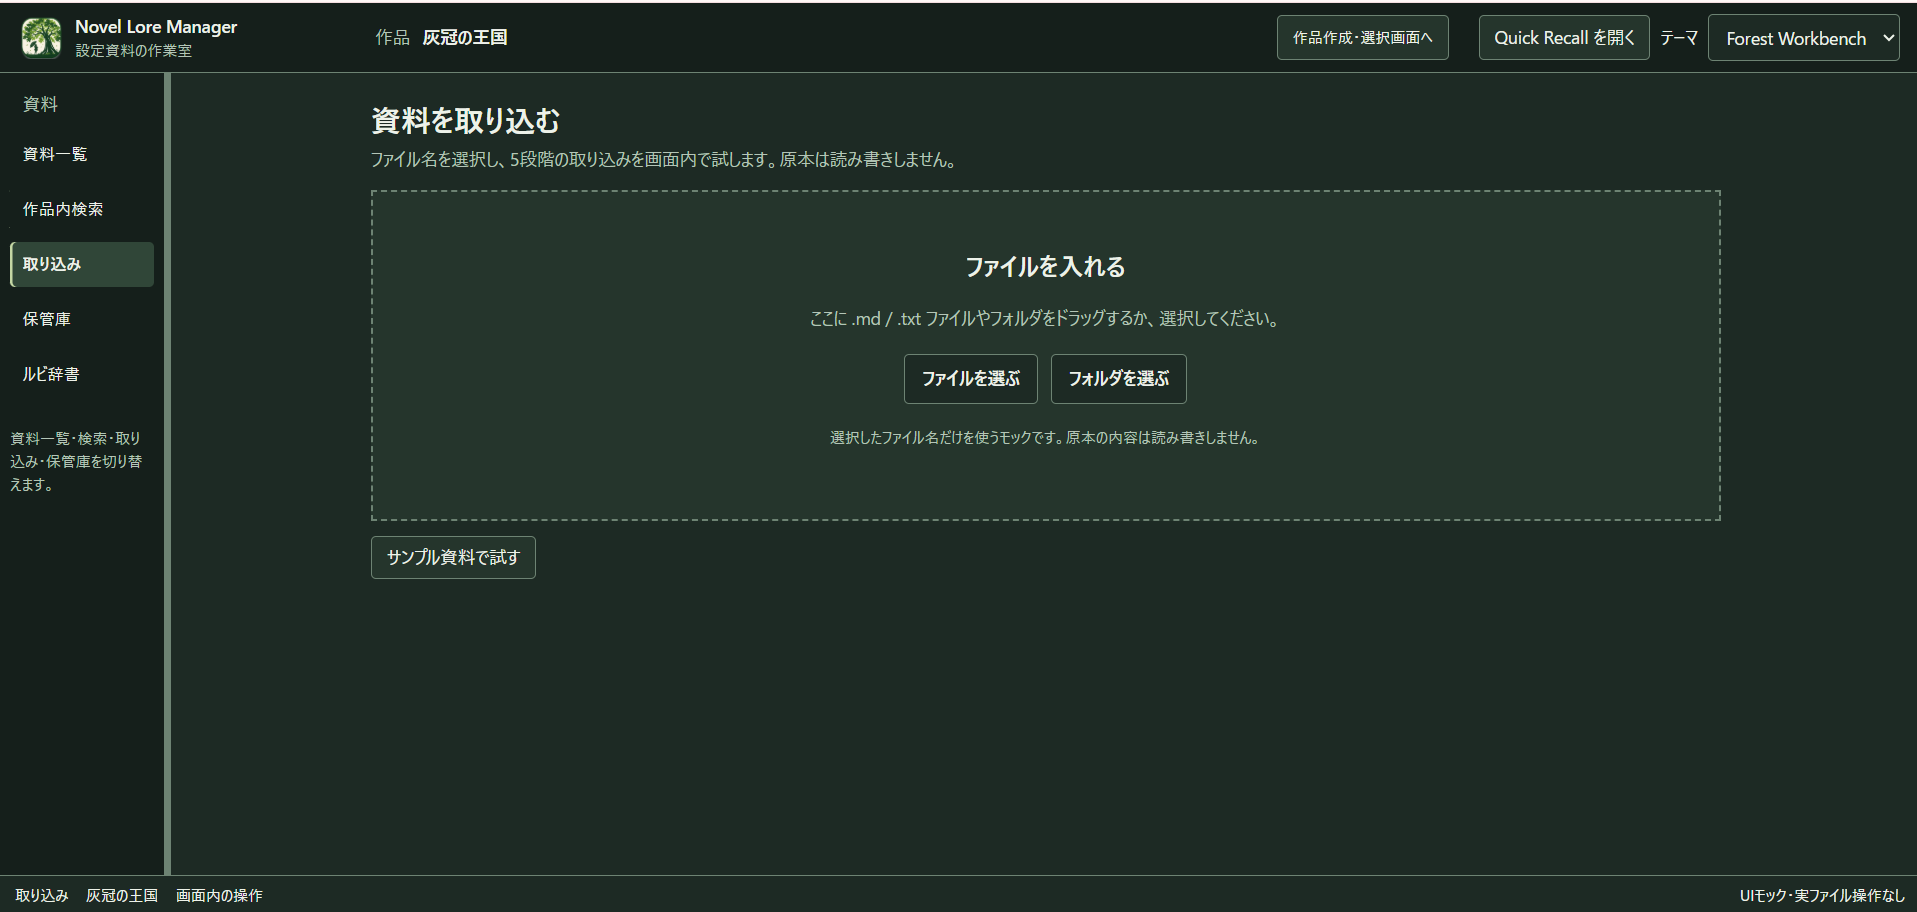 Novel Lore Manager
設定資料の作業室
作品 灰冠の王国
作品作成・選択画面へ
Quick Recall を開く
テーマ
Forest Workbench
資料
資料一覧
作品内検索
取り込み
保管庫
ルビ辞書
資料一覧・検索・取り
込み・保管庫を切り替
えます。
資料を取り込む
ファイル名を選択し、5段階の取り込みを画面内で試します。原本は読み書きしません。
ファイルを入れる
ここに .md / .txt ファイルやフォルダをドラッグするか、選択してください。
ファイルを選ぶ
フォルダを選ぶ
選択したファイル名だけを使うモックです。原本の内容は読み書きしません。
サンプル資料で試す
取り込み 灰冠の王国 画面内の操作
UIモック・実ファイル操作なし